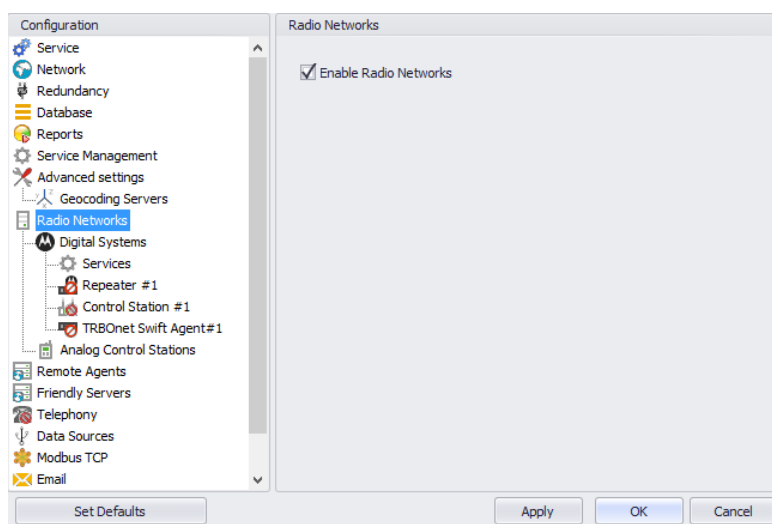 Configuration
Service
Network
Redundancy
Database
Reports
Service Management
Advanced settings
Geocoding Servers
Radio Networks
Digital Systems
Services
Repeater #1
Control Station #1
TRBOnet Swift Agent#1
Analog Control Stations
Remote Agents
Friendly Servers
Telephony
Data Sources
Modbus TCP
Email
Set Defaults
Radio Networks
Enable Radio Networks
Apply
OK
Cancel